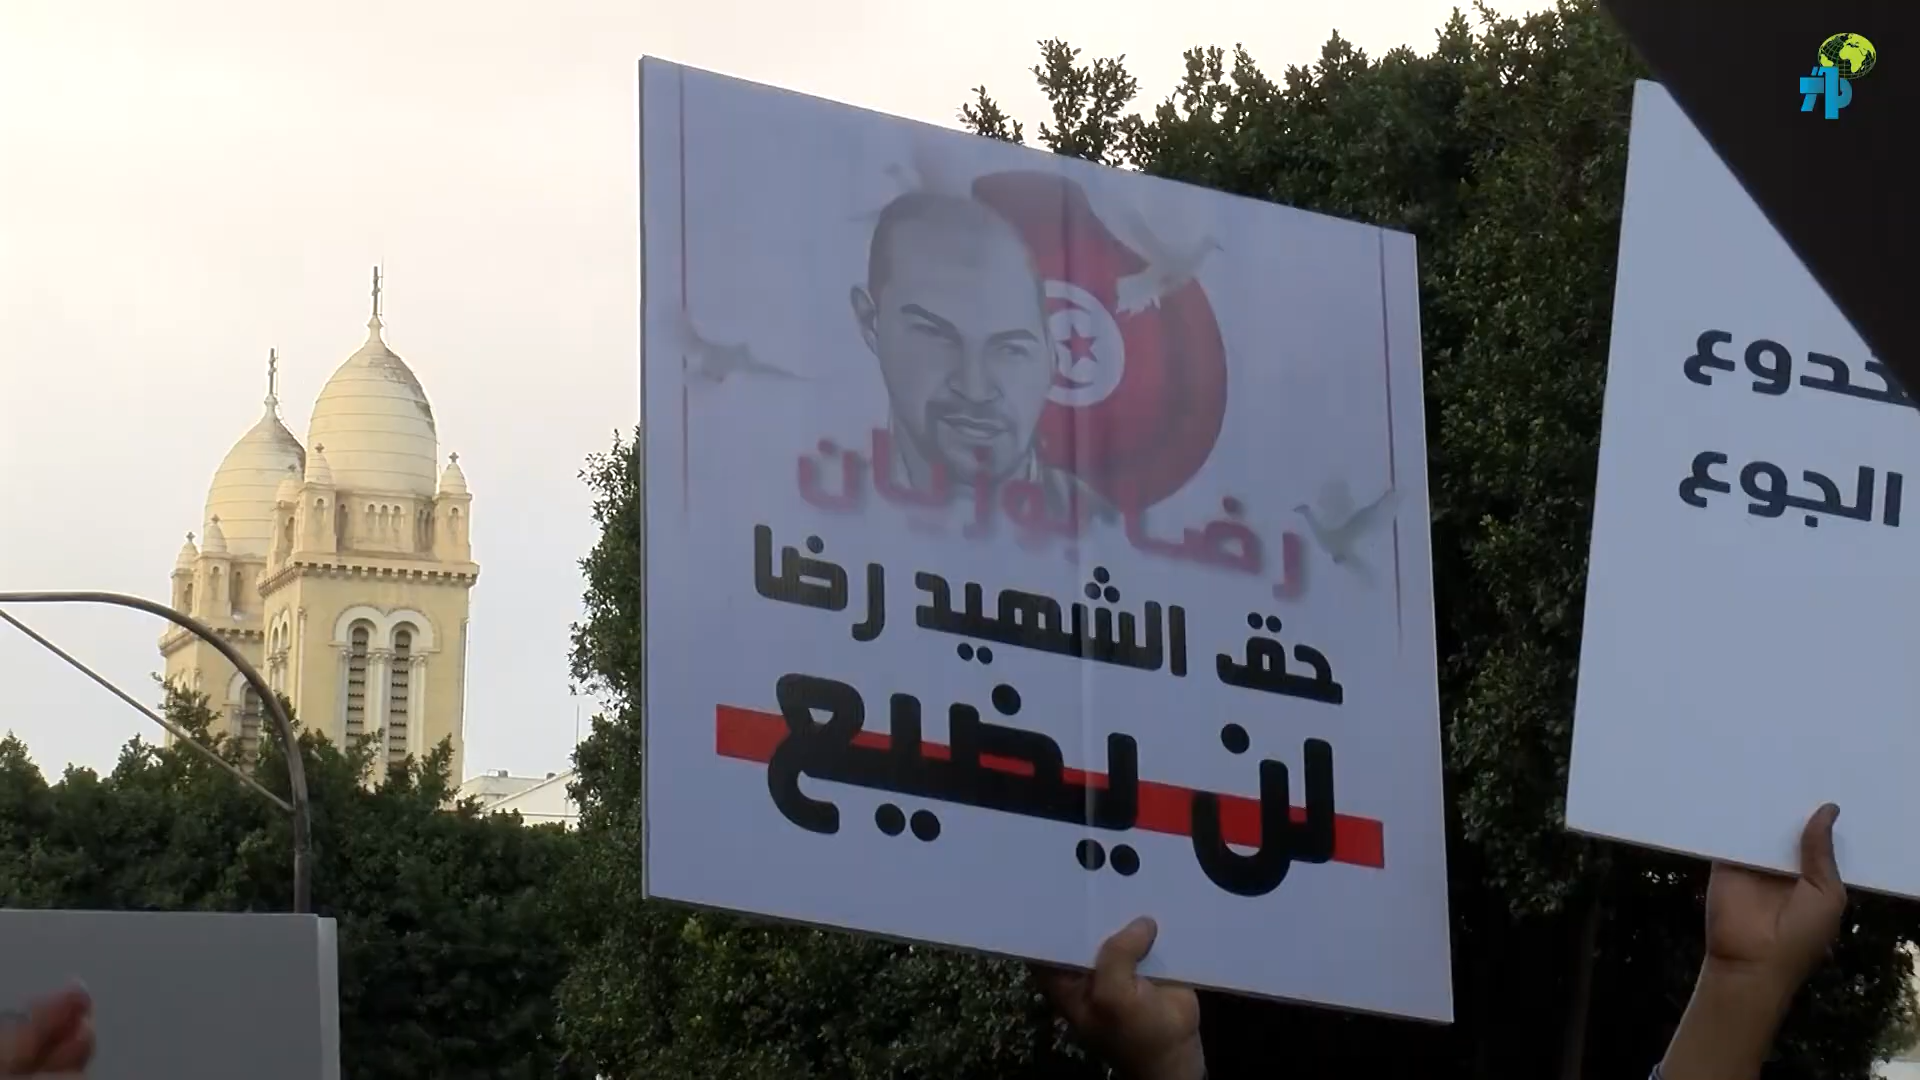 رضا بوزيان
حق الشهيد رضا
لن يضيع
الجوع